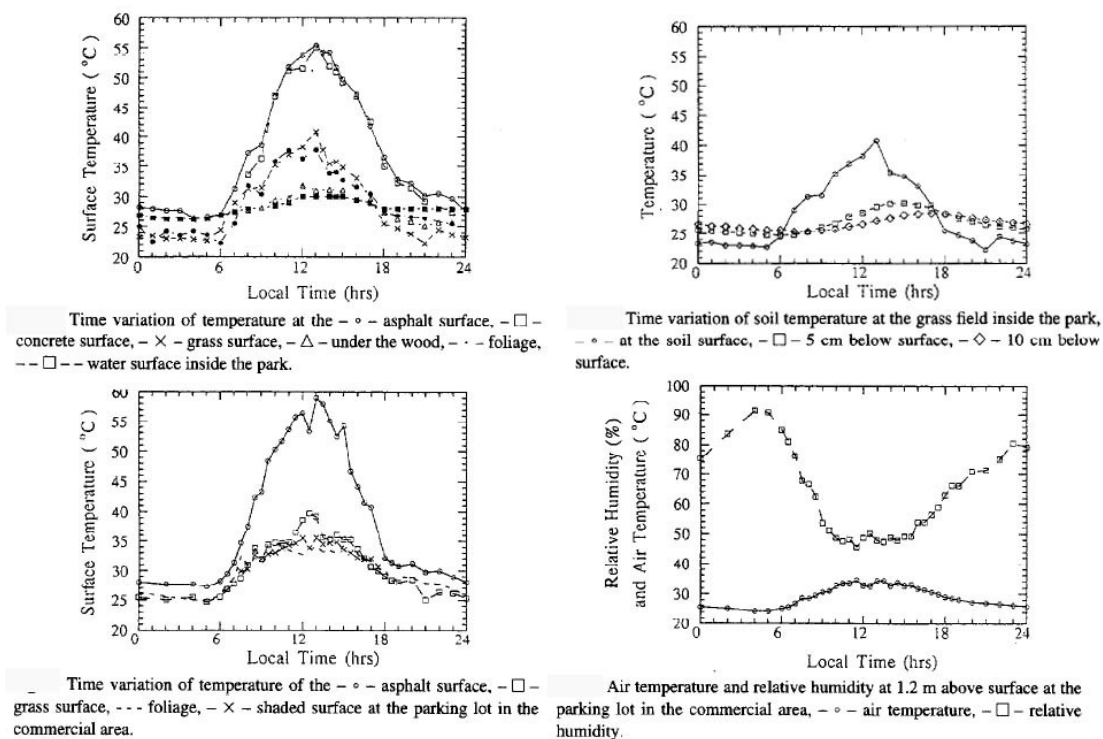 60
55
50
45
40
35
30
25
20
Surface Temperature ( °C )
0 6 12 18 24
Local Time (hrs)
Time variation of temperature at the – ∘ – asphalt surface, – □ –
concrete surface, – × – grass surface, – △ – under the wood, – · – foliage,
– – □ – – water surface inside the park.
60
55
50
45
40
35
30
25
20
Temperature ( °C )
0 6 12 18 24
Local Time (hrs)
Time variation of soil temperature at the grass field inside the park,
– ∘ – at the soil surface, – □ – 5 cm below surface, – ◇ – 10 cm below
surface.
60
55
50
45
40
35
30
25
20
Surface Temperature ( °C )
0 6 12 18 24
Local Time (hrs)
Time variation of temperature of the – ∘ – asphalt surface, – □ –
grass surface, - - - foliage, – × – shaded surface at the parking lot in the
commercial area.
100
90
80
70
60
50
40
30
20
Relative Humidity (%)
and Air Temperature ( °C )
0 6 12 18 24
Local Time (hrs)
Air temperature and relative humidity at 1.2 m above surface at the
parking lot in the commercial area, – ∘ – air temperature, – □ – relative
humidity.